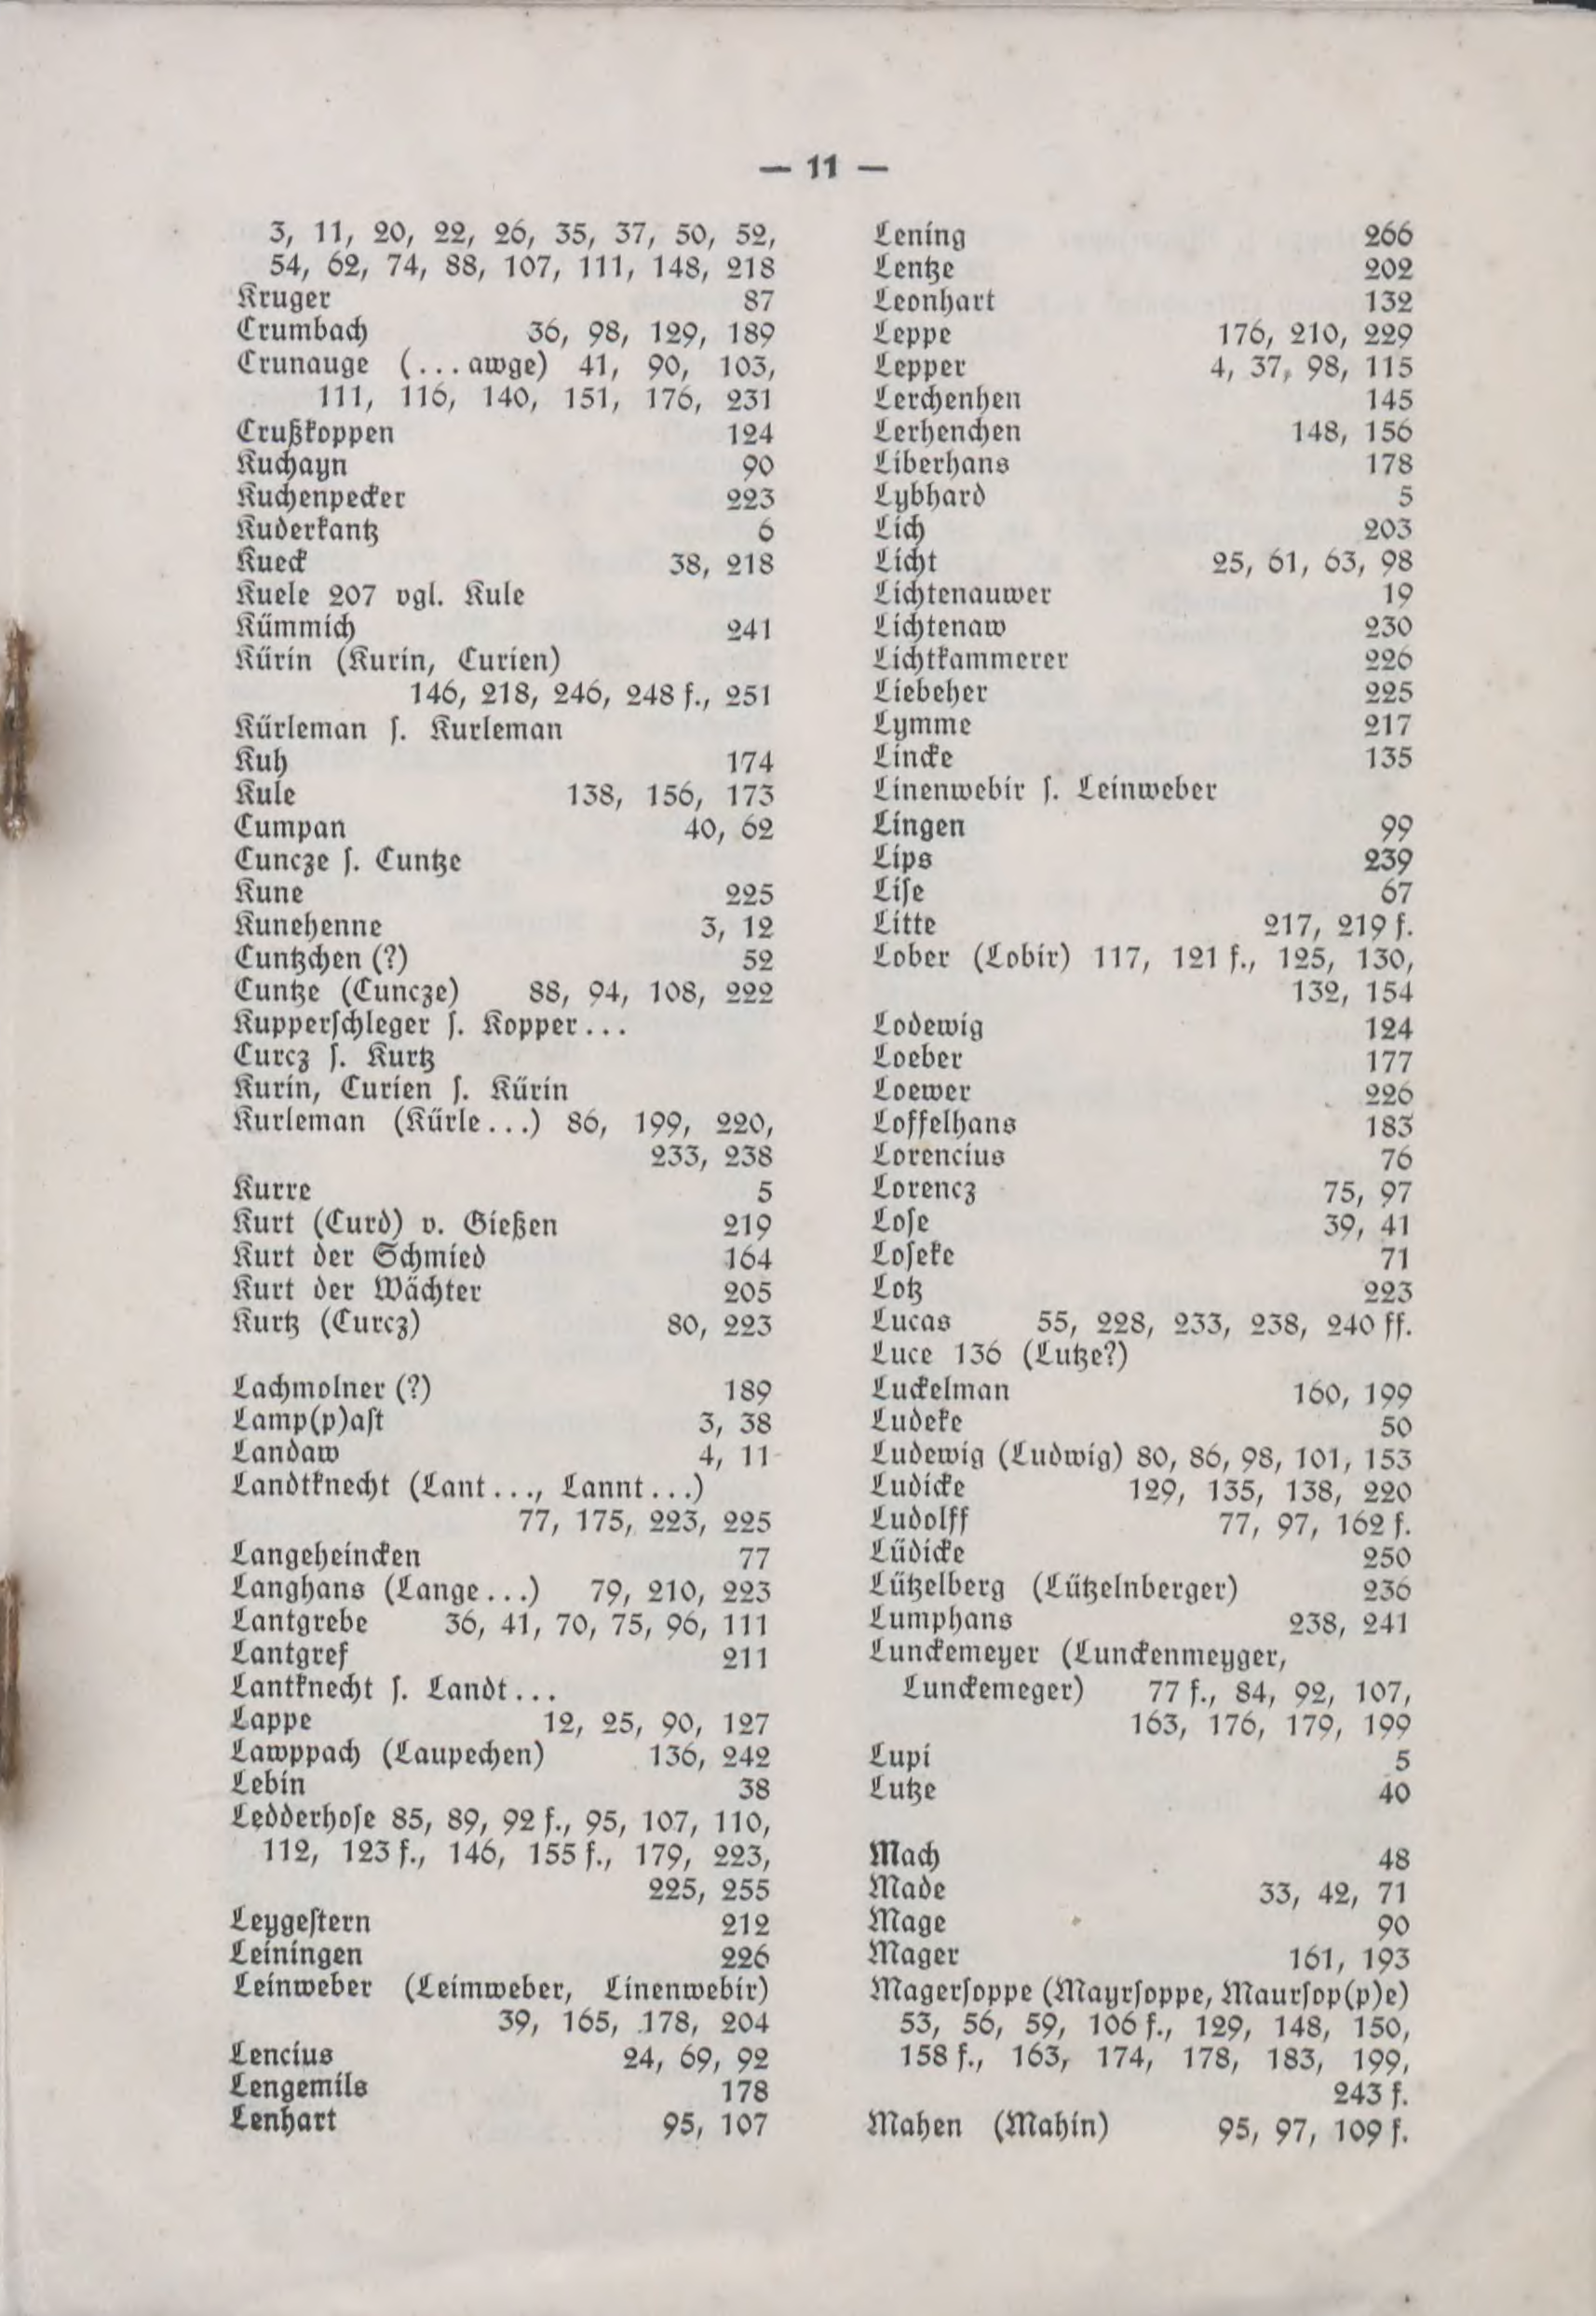 — 11 —
3, 11, 20, 22, 26, 35, 37, 50, 52,
54, 62, 74, 88, 107, 111, 148, 218
Kruger 87
Crumbach 36, 98, 129, 189
Crunauge (...awge) 41, 90, 103,
111, 116, 140, 151, 176, 231
Crußkoppen 124
Kuchayn 90
Kuchenpecker 223
Kuderkantz 6
Kueck 38, 218
Kuele 207 vgl. Kule
Kümmich 241
Kürin (Kurin, Curien)
146, 218, 246, 248 f., 251
Kürleman ſ. Kurleman
Kuh 174
Kule 138, 156, 173
Cumpan 40, 62
Cuncze ſ. Cuntze
Kune 225
Kunehenne 3, 12
Cuntzchen (?) 52
Cuntze (Cuncze) 88, 94, 108, 222
Kupperſchleger ſ. Kopper...
Curcz ſ. Kurtz
Kurin, Curien ſ. Kürin
Kurleman (Kürle...) 86, 199, 220,
233, 238
Kurre 5
Kurt (Curd) v. Gießen 219
Kurt der Schmied 164
Kurt der Wächter 205
Kurtz (Curcz) 80, 223
Lachmolner (?) 189
Lamp(p)aſt 3, 38
Landaw 4, 11
Landtknecht (Lant..., Lannt...)
77, 175, 223, 225
Langeheincken 77
Langhans (Lange...) 79, 210, 223
Lantgrebe 36, 41, 70, 75, 96, 111
Lantgref 211
Lantknecht ſ. Landt...
Lappe 12, 25, 90, 127
Lawppach (Laupechen) 136, 242
Lebin 38
Ledderhoſe 85, 89, 92 f., 95, 107, 110,
112, 123 f., 146, 155 f., 179, 223,
225, 255
Leygeſtern 212
Leiningen 226
Leinweber (Leimweber, Linenwebir)
39, 165, 178, 204
Lencius 24, 69, 92
Lengemils 178
Lenhart 95, 107
Lening 266
Lentze 202
Leonhart 132
Leppe 176, 210, 229
Lepper 4, 37, 98, 115
Lerchenhen 145
Lerhenchen 148, 156
Liberhans 178
Lybhard 5
Lich 203
Licht 25, 61, 63, 98
Lichtenauwer 19
Lichtenaw 230
Lichtkammerer 226
Liebeher 225
Lymme 217
Lincke 135
Linenwebir ſ. Leinweber
Lingen 99
Lips 239
Liſe 67
Litte 217, 219 f.
Lober (Lobir) 117, 121 f., 125, 130,
132, 154
Lodewig 124
Loeber 177
Loewer 226
Loffelhans 183
Lorencius 76
Lorencz 75, 97
Loſe 39, 41
Loſeke 71
Lotz 223
Lucas 55, 228, 233, 238, 240 ff.
Luce 136 (Lutze?)
Luckelman 160, 199
Ludeke 50
Ludewig (Ludwig) 80, 86, 98, 101, 153
Ludicke 129, 135, 138, 220
Ludolff 77, 97, 162 f.
Lüdicke 250
Lützelberg (Lützelnberger) 236
Lumphans 238, 241
Lunckemeyer (Lunckenmeyger,
Lunckemeger) 77 f., 84, 92, 107,
163, 176, 179, 199
Lupi 5
Lutze 40
Mach 48
Made 33, 42, 71
Mage 90
Mager 161, 193
Magerſoppe (Mayrſoppe, Maurſop(p)e)
53, 56, 59, 106 f., 129, 148, 150,
158 f., 163, 174, 178, 183, 199,
243 f.
Mahen (Mahin) 95, 97, 109 f.